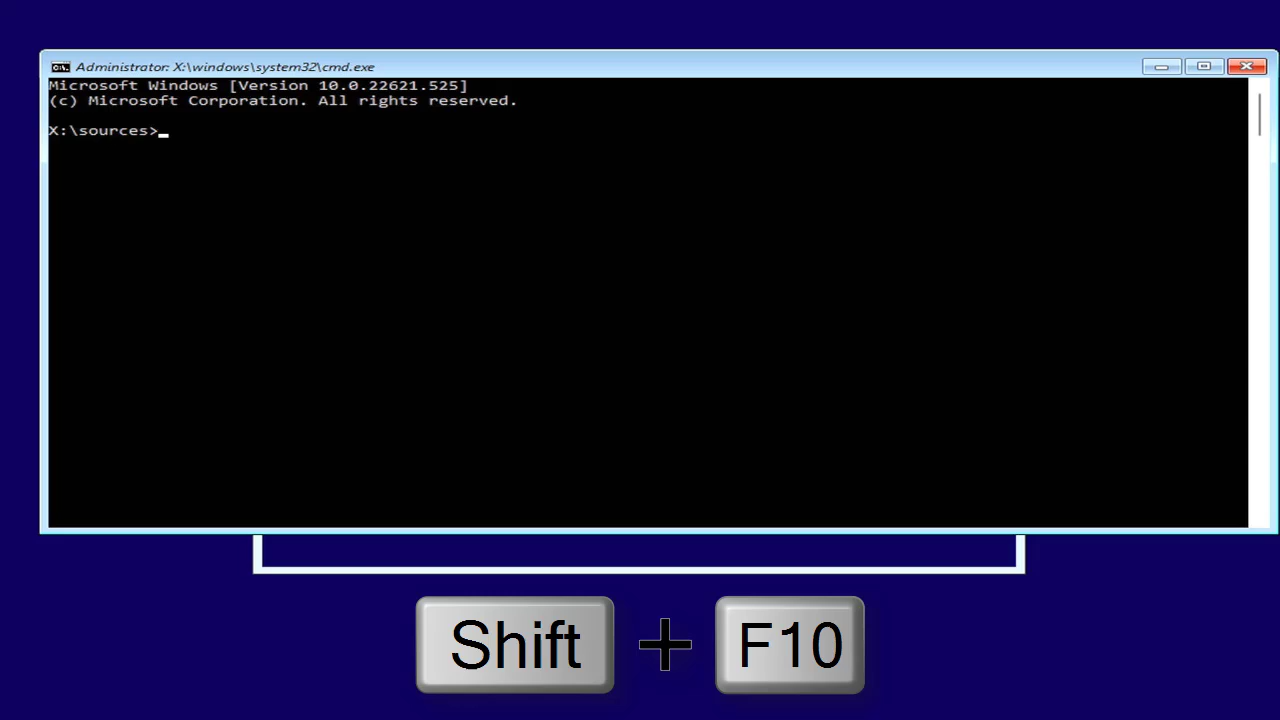 Administrator: X:\windows\system32\cmd.exe
Microsoft Windows [Version 10.0.22621.525]
(c) Microsoft Corporation. All rights reserved.
X:\sources>_
Shift + F10